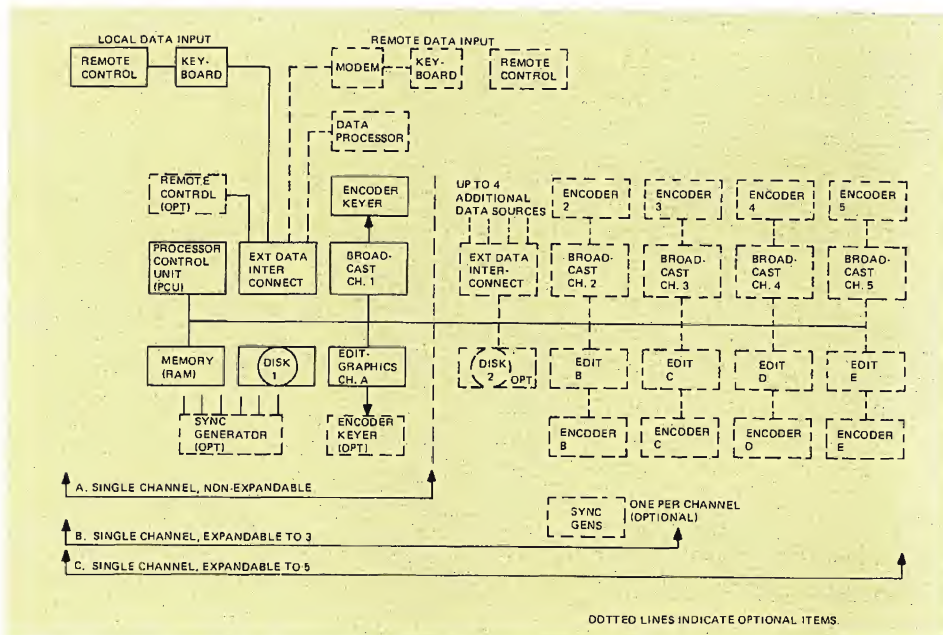 LOCAL DATA INPUT
REMOTE DATA INPUT
REMOTE
CONTROL
KEY-
BOARD
MODEM
KEY-
BOARD
REMOTE
CONTROL
DATA
PROCESSOR
REMOTE
CONTROL
(OPT)
ENCODER
KEYER
UP TO 4
ADDITIONAL
DATA SOURCES
ENCODER
2
ENCODER
3
ENCODER
4
ENCODER
5
PROCESSOR
CONTROL
UNIT
(PCU)
EXT DATA
INTER
CONNECT
BROAD-
CAST
CH. 1
EXT DATA
INTER-
CONNECT
BROAD-
CAST
CH. 2
BROAD-
CAST
CH. 3
BROAD-
CAST
CH. 4
BROAD-
CAST
CH. 5
MEMORY
(RAM)
DISK
1
EDIT-
GRAPHICS
CH. A
DISK
2 OPT
EDIT
B
EDIT
C
EDIT
D
EDIT
E
SYNC
GENERATOR
(OPT)
ENCODER
KEYER
(OPT)
ENCODER
B
ENCODER
C
ENCODER
D
ENCODER
E
A. SINGLE CHANNEL, NON-EXPANDABLE
SYNC
GENS
ONE PER CHANNEL
(OPTIONAL)
B. SINGLE CHANNEL, EXPANDABLE TO 3
C. SINGLE CHANNEL, EXPANDABLE TO 5
DOTTED LINES INDICATE OPTIONAL ITEMS.